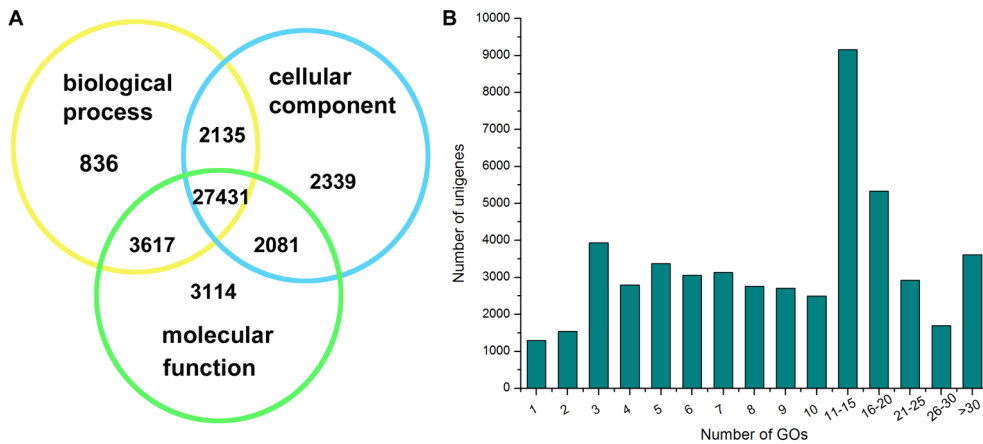 A
biological
process
cellular
component
836
2135
2339
27431
3617
2081
3114
molecular
function
B
10000
9000
8000
7000
6000
5000
4000
3000
2000
1000
0
Number of unigenes
1 2 3 4 5 6 7 8 9 10 11-15 16-20 21-25 26-30 >30
Number of GOs